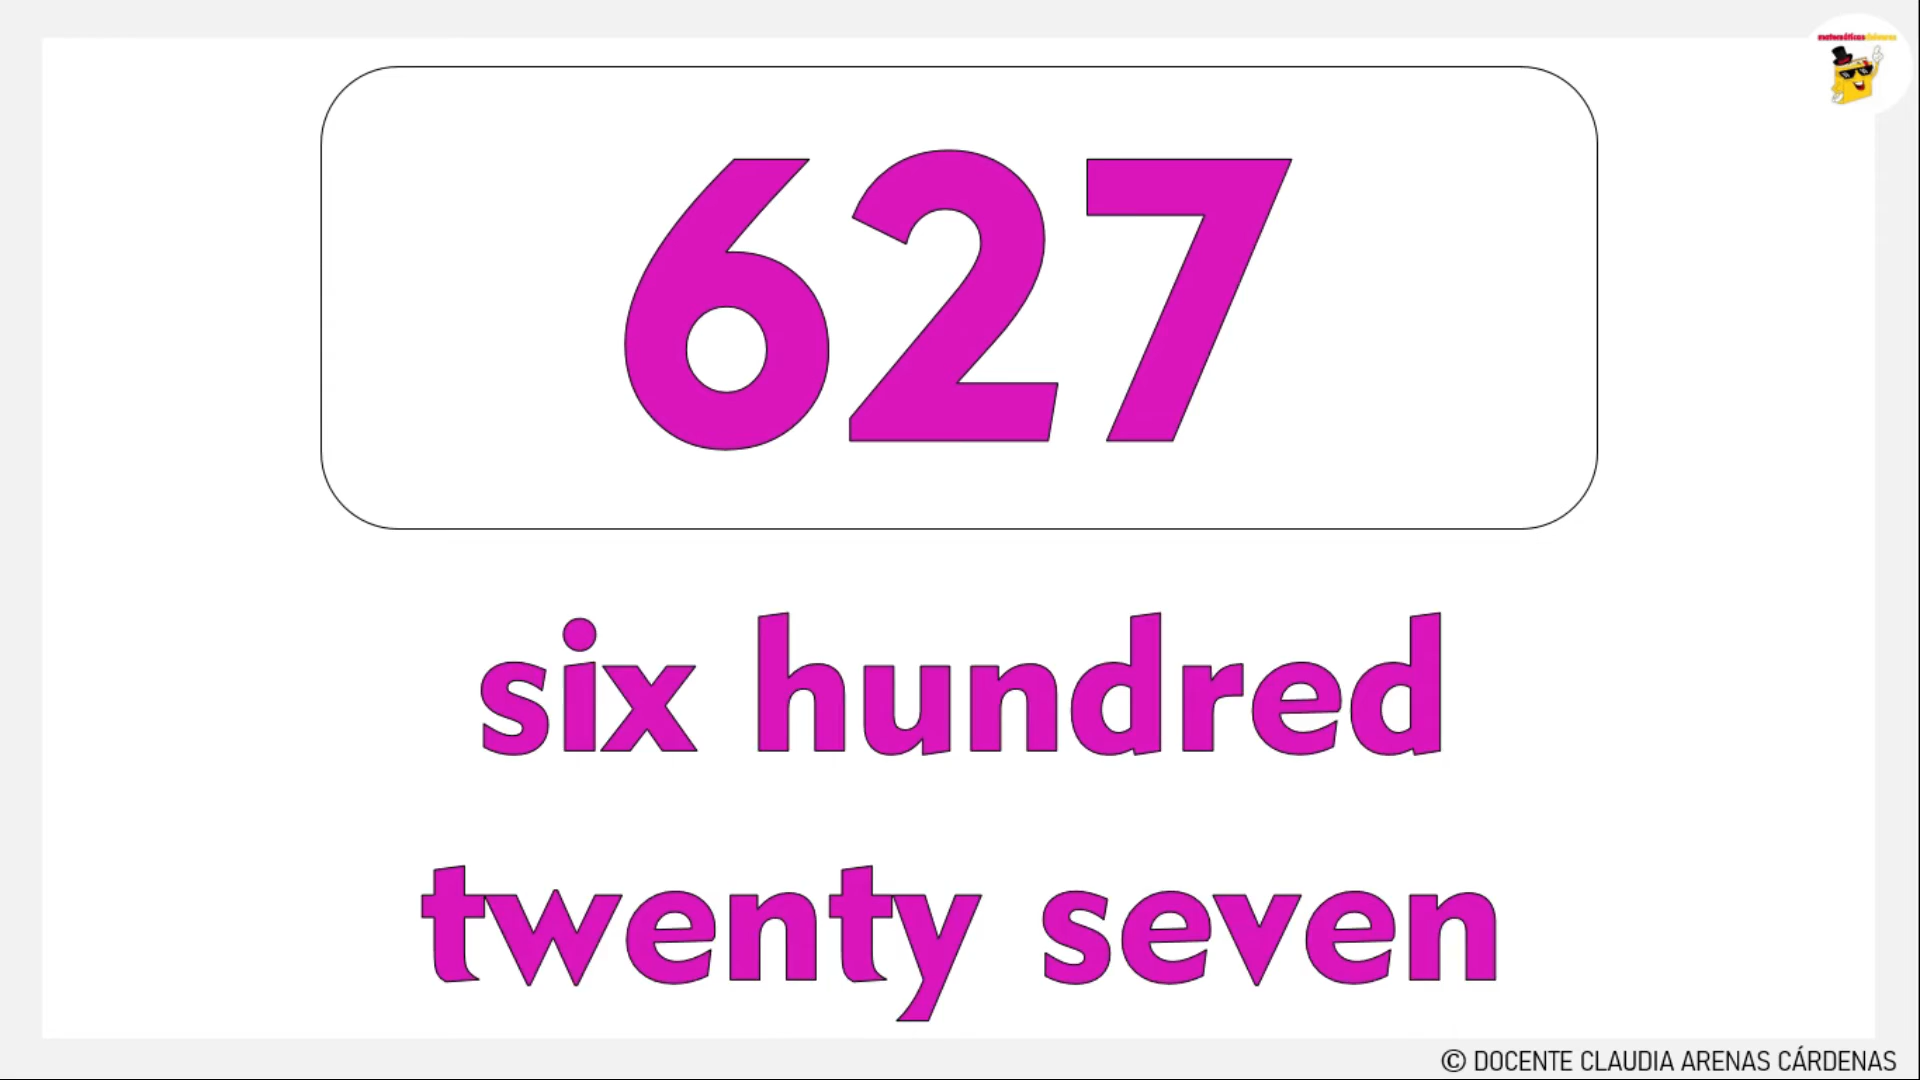 627
six hundred
twenty seven
© DOCENTE CLAUDIA ARENAS CÁRDENAS